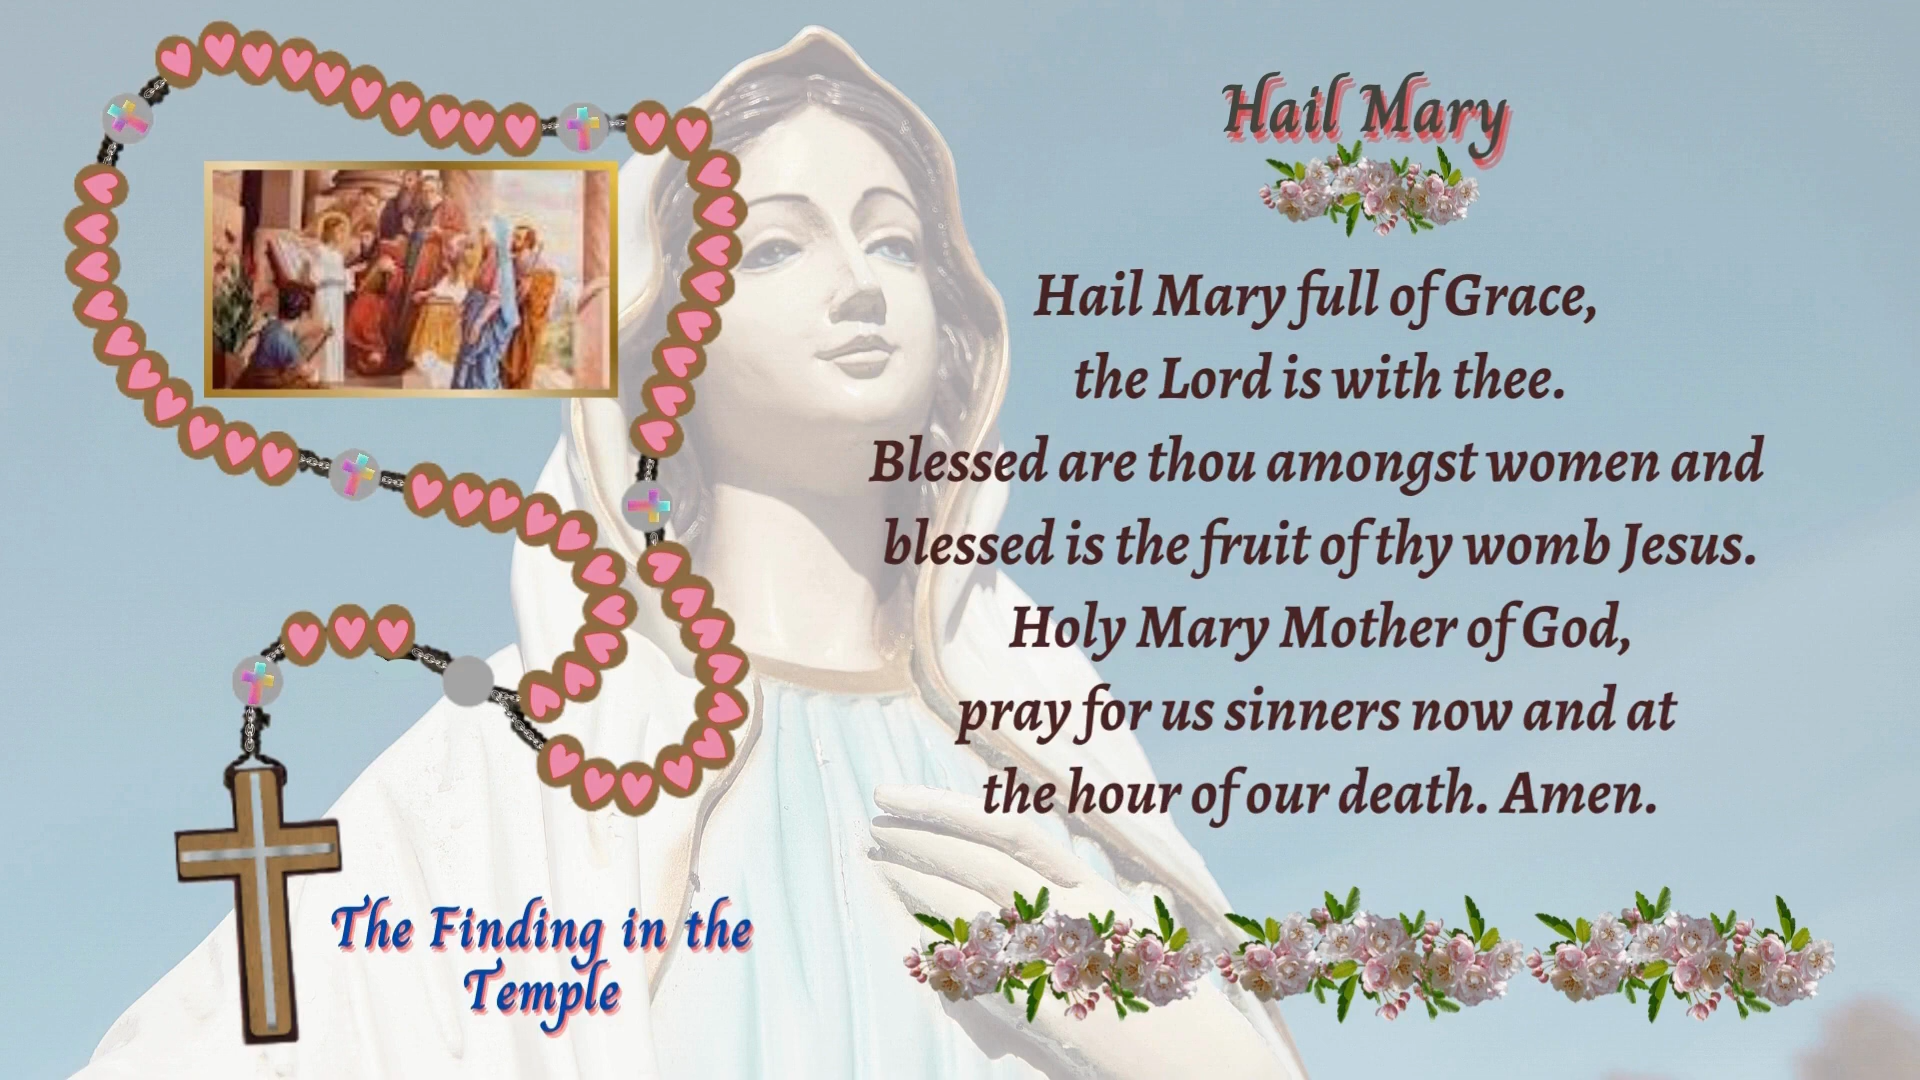 Hail Mary
Hail Mary full of Grace,
the Lord is with thee.
Blessed are thou amongst women and
blessed is the fruit of thy womb Jesus.
Holy Mary Mother of God,
pray for us sinners now and at
the hour of our death. Amen.
The Finding in the
Temple